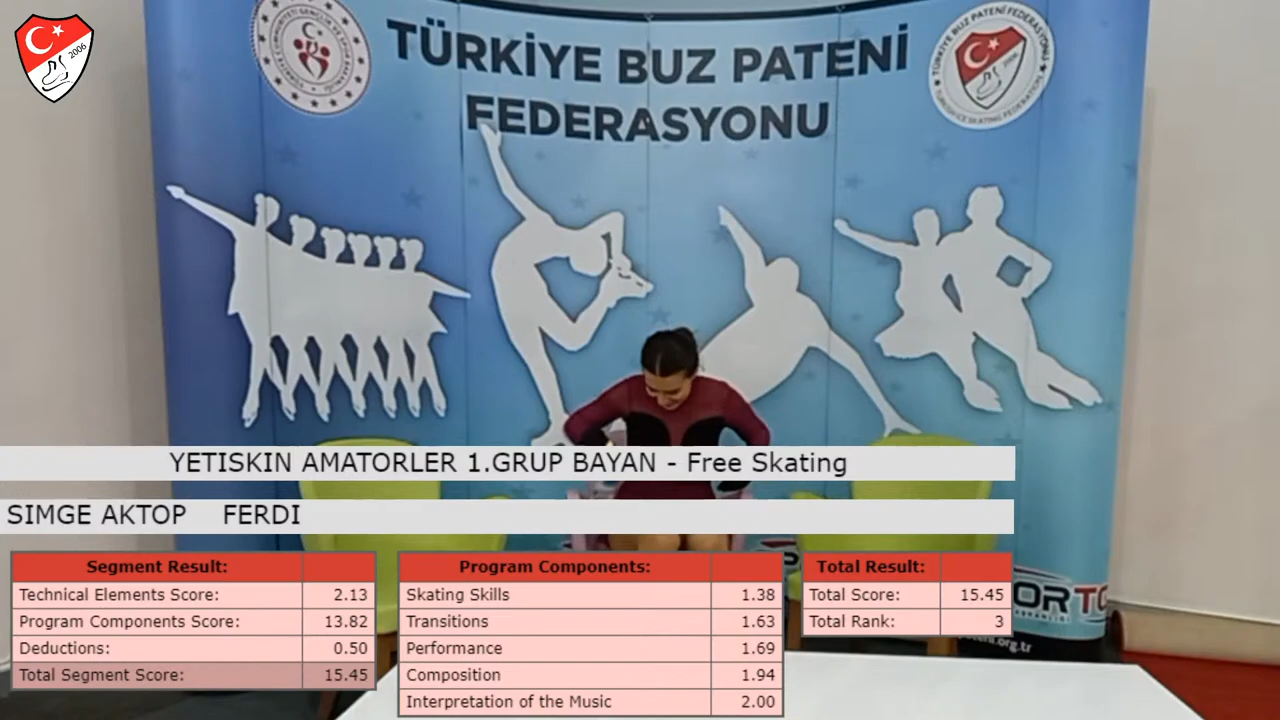 2006
TÜRKİYE BUZ PATENİ
FEDERASYONU
YETISKIN AMATORLER 1.GRUP BAYAN - Free Skating
SIMGE AKTOP FERDI
Segment Result:
Technical Elements Score: 2.13
Program Components Score: 13.82
Deductions: 0.50
Total Segment Score: 15.45
Program Components:
Skating Skills 1.38
Transitions 1.63
Performance 1.69
Composition 1.94
Interpretation of the Music 2.00
Total Result:
Total Score: 15.45
Total Rank: 3